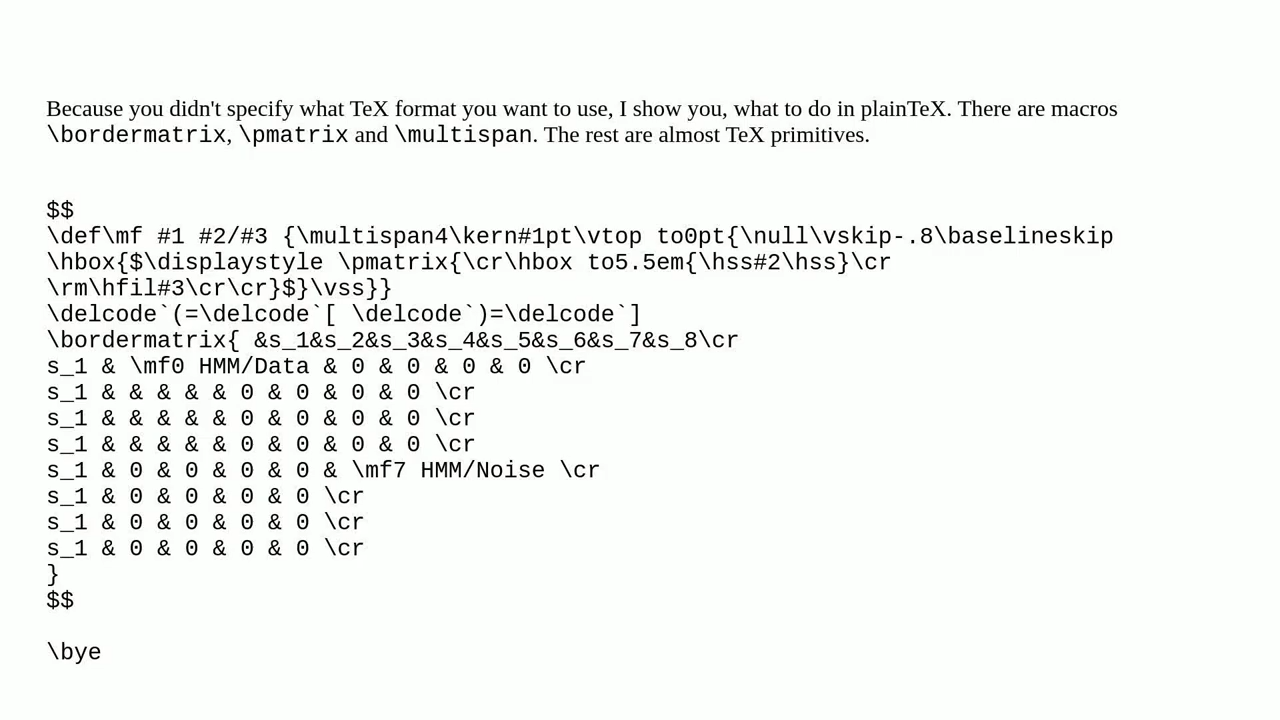 Because you didn't specify what TeX format you want to use, I show you, what to do in plainTeX. There are macros
\bordermatrix, \pmatrix and \multispan. The rest are almost TeX primitives.
$$
\def\mf #1 #2/#3 {\multispan4\kern#1pt\vtop to0pt{\null\vskip-.8\baselineskip
\hbox{$\displaystyle \pmatrix{\cr\hbox to5.5em{\hss#2\hss}\cr
\rm\hfil#3\cr\cr}$}\vss}}
\delcode`(=\delcode`[ \delcode`)=\delcode`]
\bordermatrix{ &s_1&s_2&s_3&s_4&s_5&s_6&s_7&s_8\cr
s_1 & \mf0 HMM/Data & 0 & 0 & 0 & 0 \cr
s_1 & & & & & 0 & 0 & 0 & 0 \cr
s_1 & & & & & 0 & 0 & 0 & 0 \cr
s_1 & & & & & 0 & 0 & 0 & 0 \cr
s_1 & 0 & 0 & 0 & 0 & \mf7 HMM/Noise \cr
s_1 & 0 & 0 & 0 & 0 \cr
s_1 & 0 & 0 & 0 & 0 \cr
s_1 & 0 & 0 & 0 & 0 \cr
}
$$
\bye